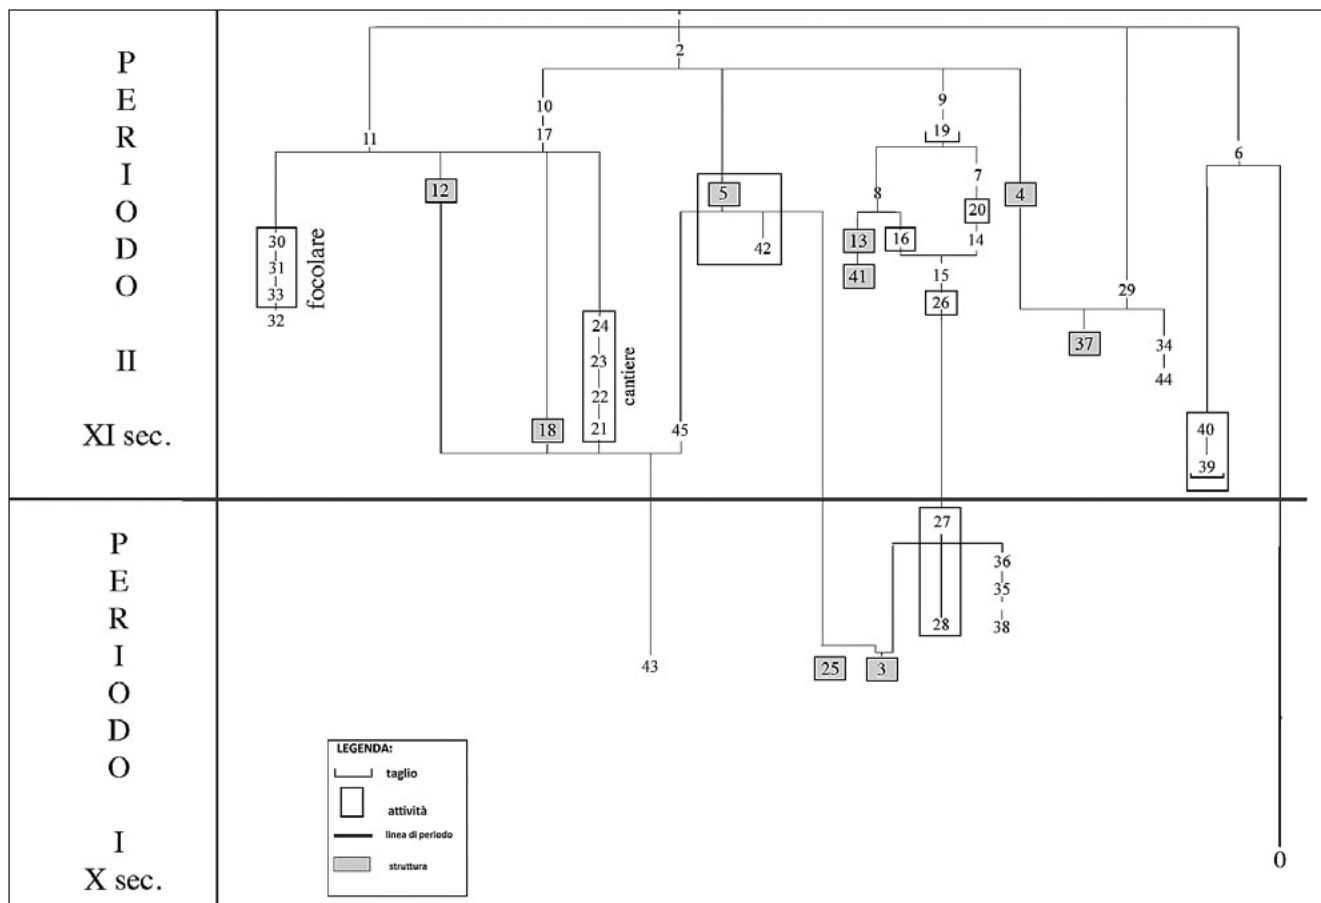 P
E
R
I
O
D
O
II
XI sec.
2
10
9
17
19
11
6
7
12
5
8
4
20
30
42
13
16
14
31
41
15
33
focolare
26
29
32
24
37
34
23
cantiere
44
22
18
21
45
40
39
P
E
R
I
O
D
O
I
X sec.
27
36
35
28
38
43
25
3
LEGENDA:
taglio
attività
linea di periodo
struttura
0